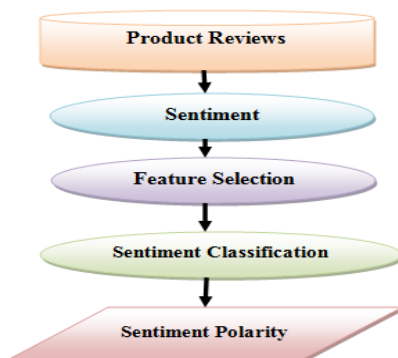 Product Reviews
Sentiment
Feature Selection
Sentiment Classification
Sentiment Polarity